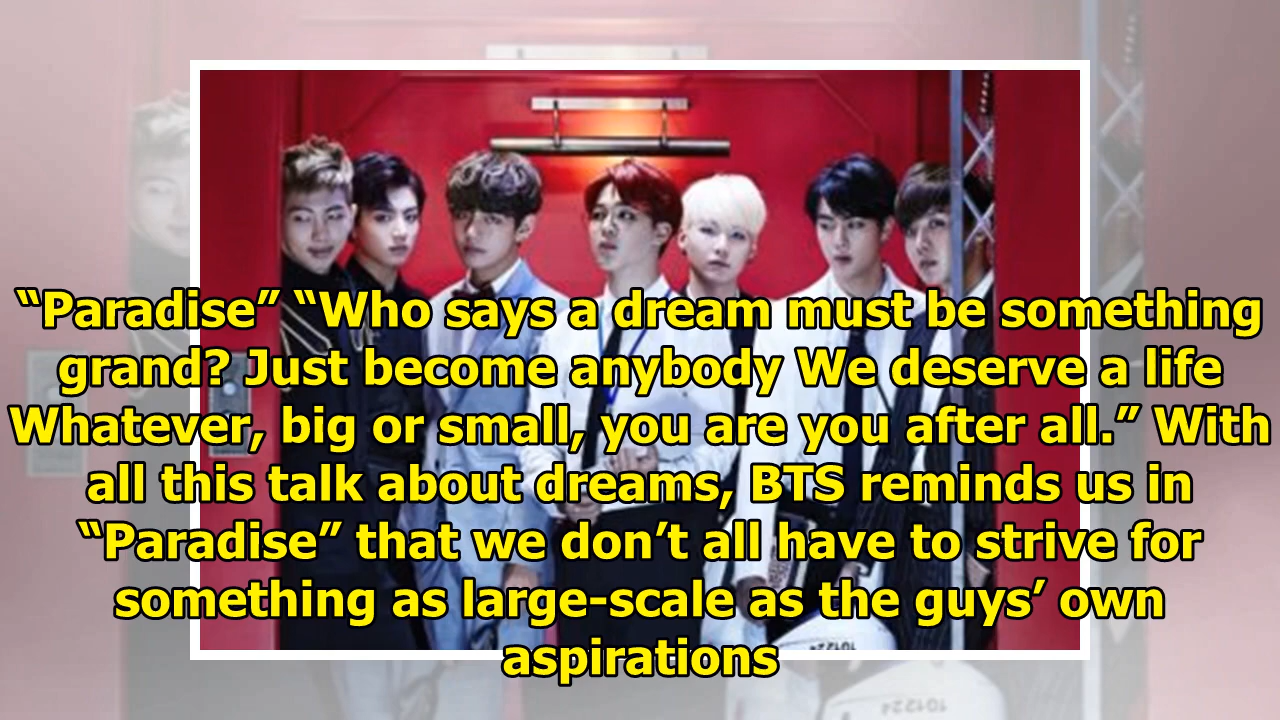 “Paradise” “Who says a dream must be something
grand? Just become anybody We deserve a life
Whatever, big or small, you are you after all.” With
all this talk about dreams, BTS reminds us in
“Paradise” that we don’t all have to strive for
something as large-scale as the guys’ own
aspirations